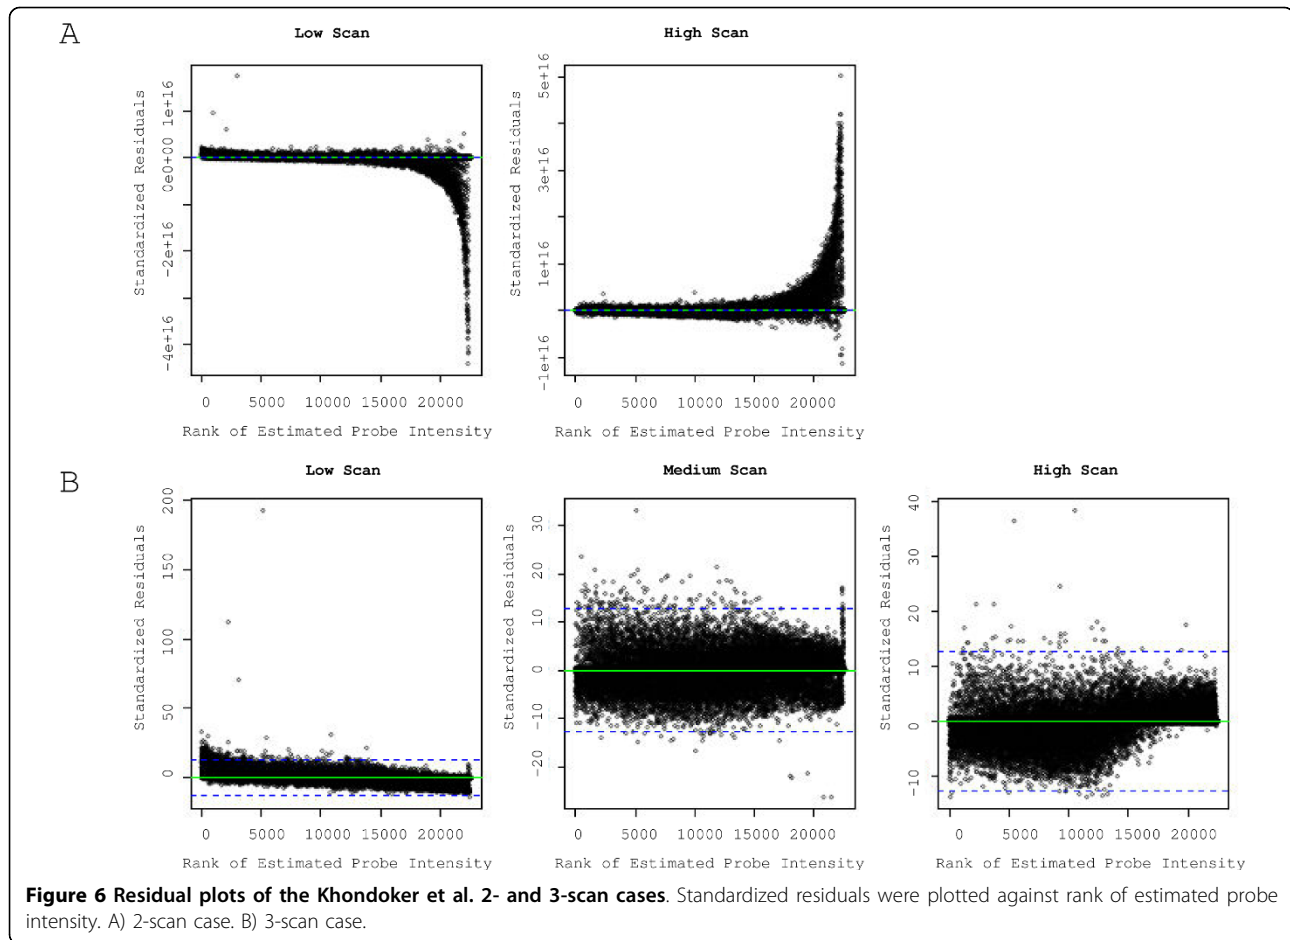 A
Low Scan
High Scan
Standardized Residuals
-4e+16 -2e+16 0e+00 1e+16
0 5000 10000 15000 20000
Rank of Estimated Probe Intensity
Standardized Residuals
-1e+16 1e+16 3e+16 5e+16
0 5000 10000 15000 20000
Rank of Estimated Probe Intensity
B
Low Scan
Medium Scan
High Scan
Standardized Residuals
0 50 100 150 200
0 5000 10000 15000 20000
Rank of Estimated Probe Intensity
Standardized Residuals
-20 -10 0 10 20 30
0 5000 10000 15000 20000
Rank of Estimated Probe Intensity
Standardized Residuals
-10 0 10 20 30 40
0 5000 10000 15000 20000
Rank of Estimated Probe Intensity
Figure 6 Residual plots of the Khondoker et al. 2- and 3-scan cases. Standardized residuals were plotted against rank of estimated probe
intensity. A) 2-scan case. B) 3-scan case.